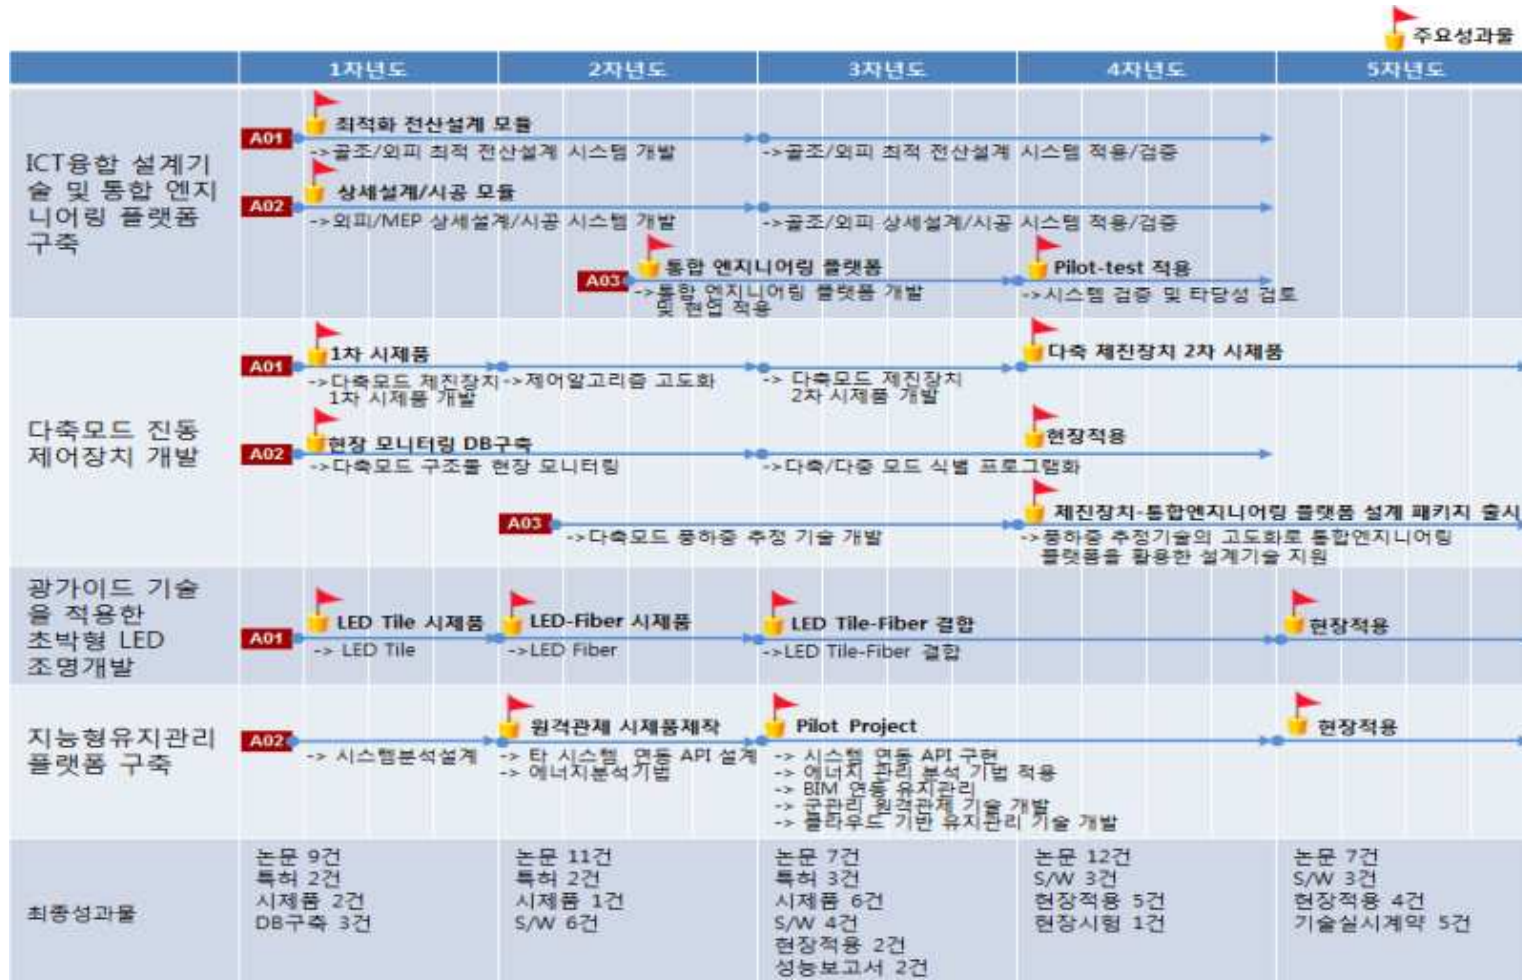 주요성과물
1차년도 2차년도 3차년도 4차년도 5차년도
ICT융합 설계기
술 및 통합 엔지
니어링 플랫폼
구축
A01
최적화 전산설계 모듈
->골조/외피 최적 전산설계 시스템 개발
->골조/외피 최적 전산설계 시스템 적용/검증
A02
상세설계/시공 모듈
->외피/MEP 상세설계/시공 시스템 개발
->골조/외피 상세설계/시공 시스템 적용/검증
A03
통합 엔지니어링 플랫폼
->통합 엔지니어링 플랫폼 개발
및 현업 적용
Pilot-test 적용
->시스템 검증 및 타당성 검토
다축모드 진동
제어장치 개발
A01
1차 시제품
->다축모드 제진장치
1차 시제품 개발
->제어알고리즘 고도화
-> 다축모드 제진장치
2차 시제품 개발
다축 제진장치 2차 시제품
A02
현장 모니터링 DB구축
->다축모드 구조물 현장 모니터링
->다축/다중 모드 식별 프로그램화
현장적용
A03
->다축모드 풍하중 추정 기술 개발
제진장치-통합엔지니어링 플랫폼 설계 패키지 출시
->풍하중 추정기술의 고도화로 통합엔지니어링
플랫폼을 활용한 설계기술 지원
광가이드 기술
을 적용한
초박형 LED
조명개발
A01
LED Tile 시제품
-> LED Tile
LED-Fiber 시제품
->LED Fiber
LED Tile-Fiber 결합
->LED Tile-Fiber 결합
현장적용
지능형유지관리
플랫폼 구축
A02
-> 시스템분석설계
원격관제 시제품제작
-> 타 시스템 연동 API 설계
-> 에너지분석기법
Pilot Project
-> 시스템 연동 API 구현
-> 에너지 관리 분석 기법 적용
-> BIM 연동 유지관리
-> 군관리 원격관제 기술 개발
-> 클라우드 기반 유지관리 기술 개발
현장적용
최종성과물
논문 9건
특허 2건
시제품 2건
DB구축 3건
논문 11건
특허 2건
시제품 1건
S/W 6건
논문 7건
특허 3건
시제품 6건
S/W 4건
현장적용 2건
성능보고서 2건
논문 12건
S/W 3건
현장적용 5건
현장시험 1건
논문 7건
S/W 3건
현장적용 4건
기술실시계약 5건